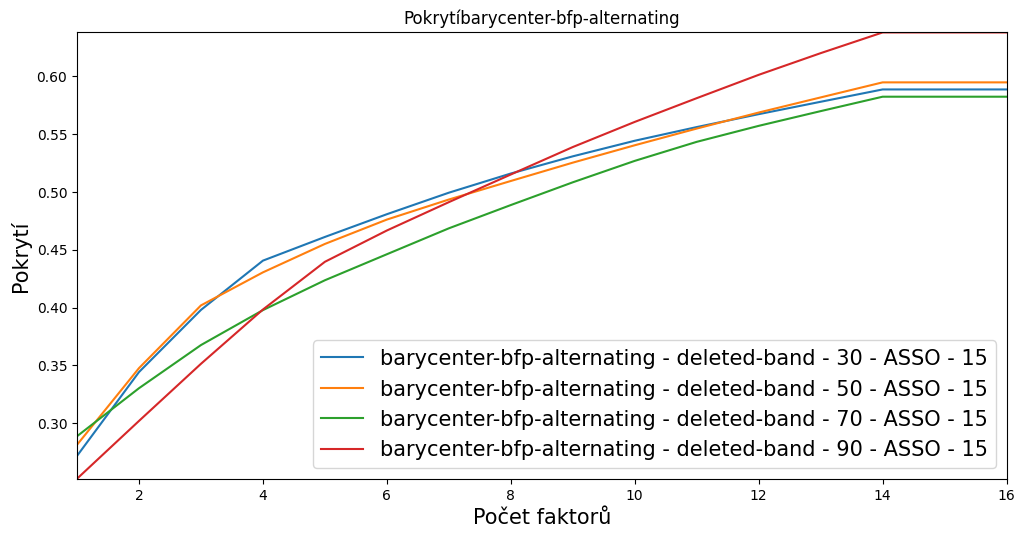 Pokrytíbarycenter-bfp-alternating
0.60
0.55
0.50
0.45
0.40
0.35
0.30
Pokrytí
barycenter-bfp-alternating - deleted-band - 30 - ASSO - 15
barycenter-bfp-alternating - deleted-band - 50 - ASSO - 15
barycenter-bfp-alternating - deleted-band - 70 - ASSO - 15
barycenter-bfp-alternating - deleted-band - 90 - ASSO - 15
2 4 6 8 10 12 14 16
Počet faktorů